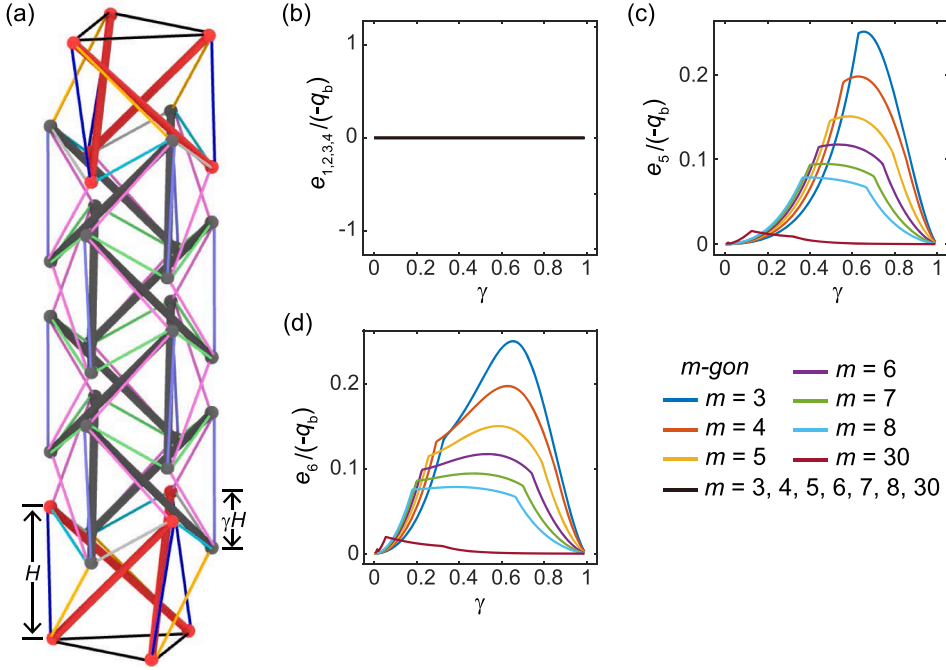 (a)
H
γH
(b)
e1,2,3,4/(-qb)
1
0
-1
0 0.2 0.4 0.6 0.8 1
γ
(c)
e5/(-qb)
0.2
0.1
0
0 0.2 0.4 0.6 0.8 1
γ
(d)
e6/(-qb)
0.2
0.1
0
0 0.2 0.4 0.6 0.8 1
γ
m-gon
m = 3
m = 4
m = 5
m = 6
m = 7
m = 8
m = 30
m = 3, 4, 5, 6, 7, 8, 30